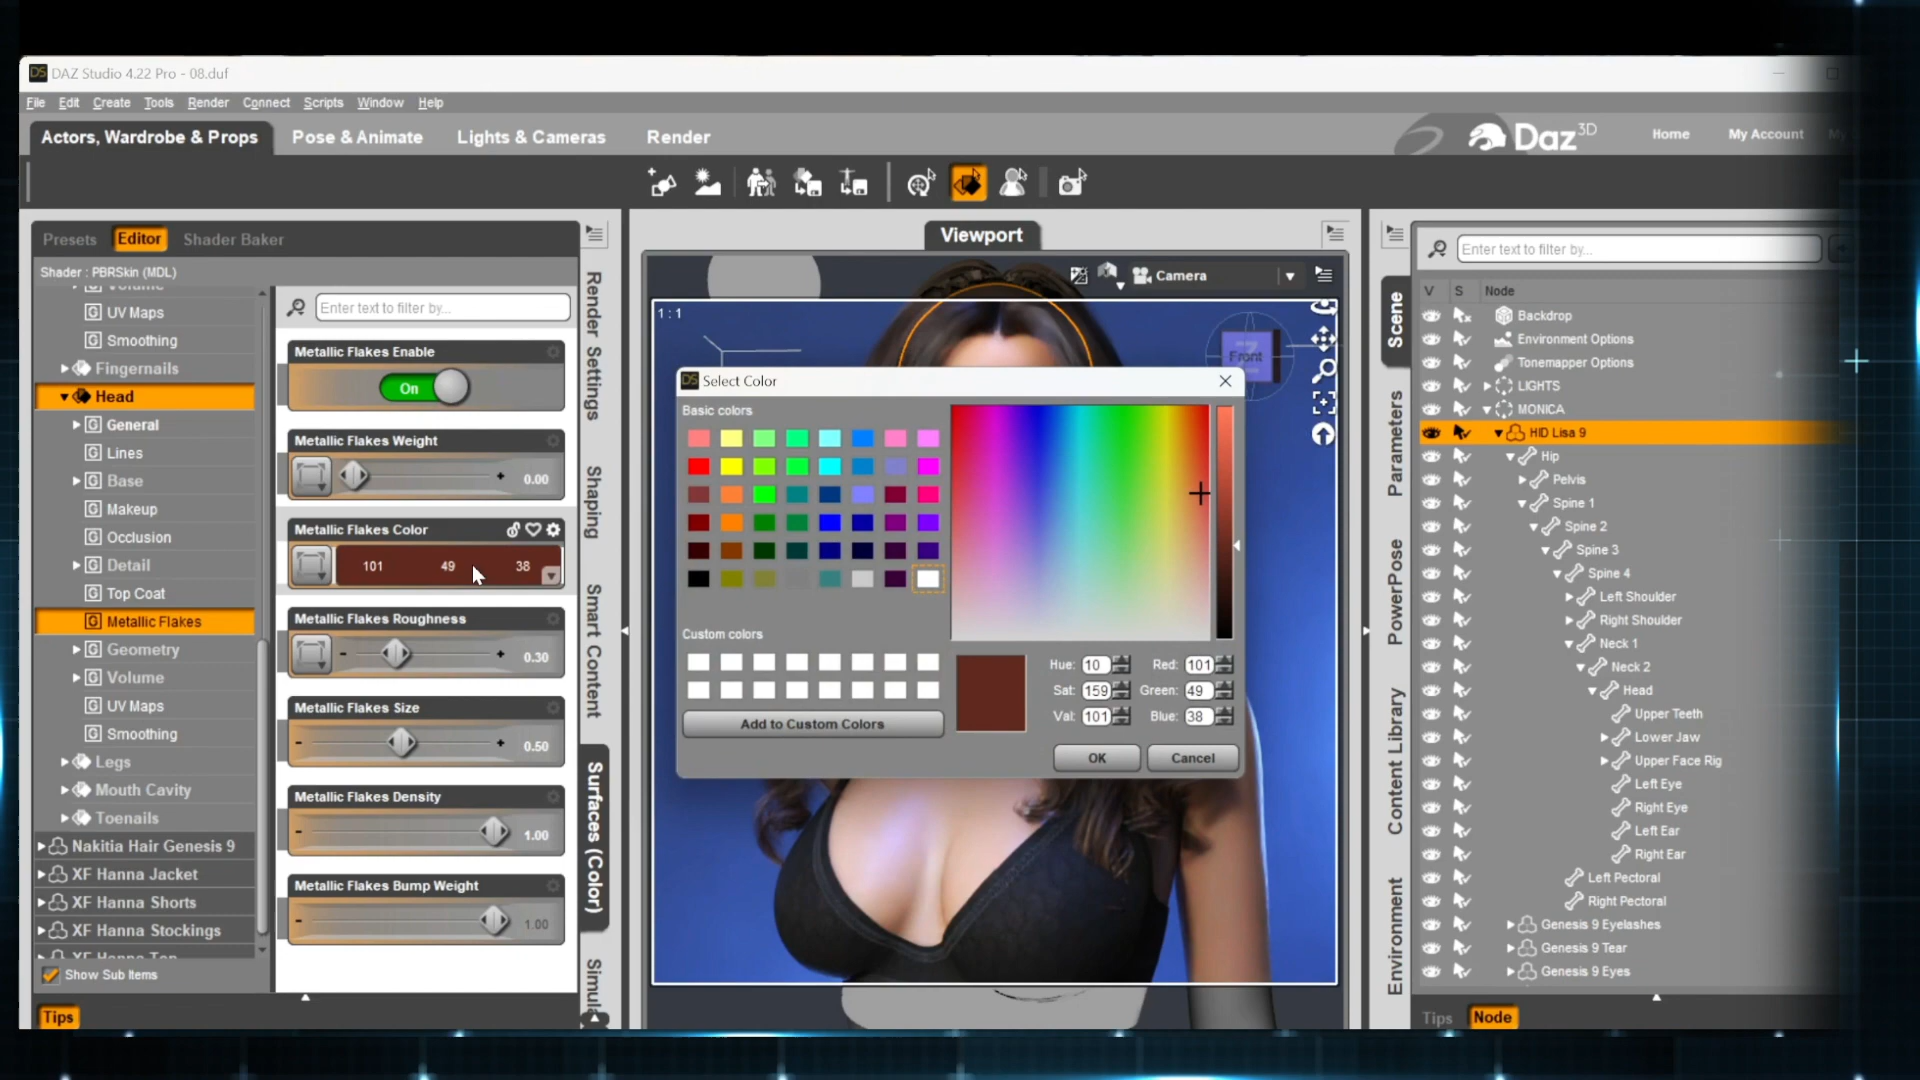 DAZ Studio 4.22 Pro - 08.duf
File Edit Create Tools Render Connect Scripts Window Help
Actors, Wardrobe & Props Pose & Animate Lights & Cameras Render
Daz 3D Home My Account
Presets Editor Shader Baker
Shader : PBRSkin (MDL)
Volume
UV Maps
Smoothing
Fingernails
Head
General
Lines
Base
Makeup
Occlusion
Detail
Top Coat
Metallic Flakes
Geometry
Volume
UV Maps
Smoothing
Legs
Mouth Cavity
Toenails
Nakitia Hair Genesis 9
XF Hanna Jacket
XF Hanna Shorts
XF Hanna Stockings
XF Hanna Top
Show Sub Items
Tips
Enter text to filter by...
Metallic Flakes Enable
On
Metallic Flakes Weight
0.00
Metallic Flakes Color
101 49 38
Metallic Flakes Roughness
0.30
Metallic Flakes Size
0.50
Metallic Flakes Density
1.00
Metallic Flakes Bump Weight
1.00
Render Settings
Shaping
Smart Content
Surfaces (Color)
Simula
Viewport
Camera
1 : 1
Front
Select Color
Basic colors
Custom colors
Add to Custom Colors
Hue: 10 Red: 101
Sat: 159 Green: 49
Val: 101 Blue: 38
OK Cancel
Scene
Parameters
PowerPose
Content Library
Environment
Enter text to filter by...
V S Node
Backdrop
Environment Options
Tonemapper Options
LIGHTS
MONICA
HID Lisa 9
Hip
Pelvis
Spine 1
Spine 2
Spine 3
Spine 4
Left Shoulder
Right Shoulder
Neck 1
Neck 2
Head
Upper Teeth
Lower Jaw
Upper Face Rig
Left Eye
Right Eye
Left Ear
Right Ear
Left Pectoral
Right Pectoral
Genesis 9 Eyelashes
Genesis 9 Tear
Genesis 9 Eyes
Tips Node